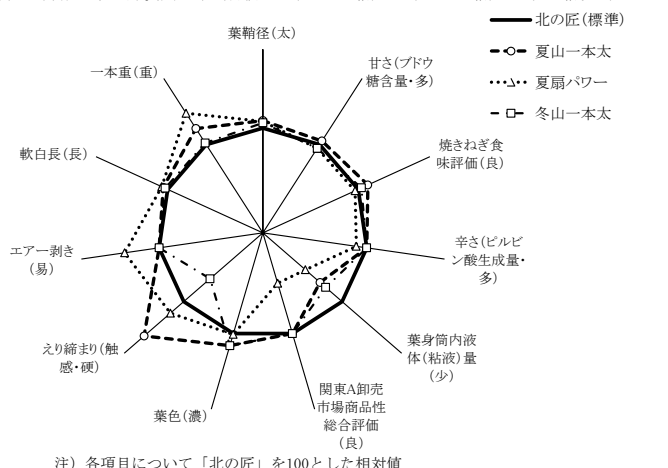 北の匠(標準)
夏山一本太
夏扇パワー
冬山一本太
葉鞘径(太)
甘さ(ブドウ
糖含量・多)
焼きねぎ食
味評価(良)
辛さ(ピルビ
ン酸生成量・
多)
葉身筒内液
体(粘液)量
(少)
関東A卸売
市場商品性
総合評価
(良)
葉色(濃)
えり締まり(触
感・硬)
エアー剥き
(易)
軟白長(長)
一本重(重)
注)各項目について「北の匠」を100とした相対値